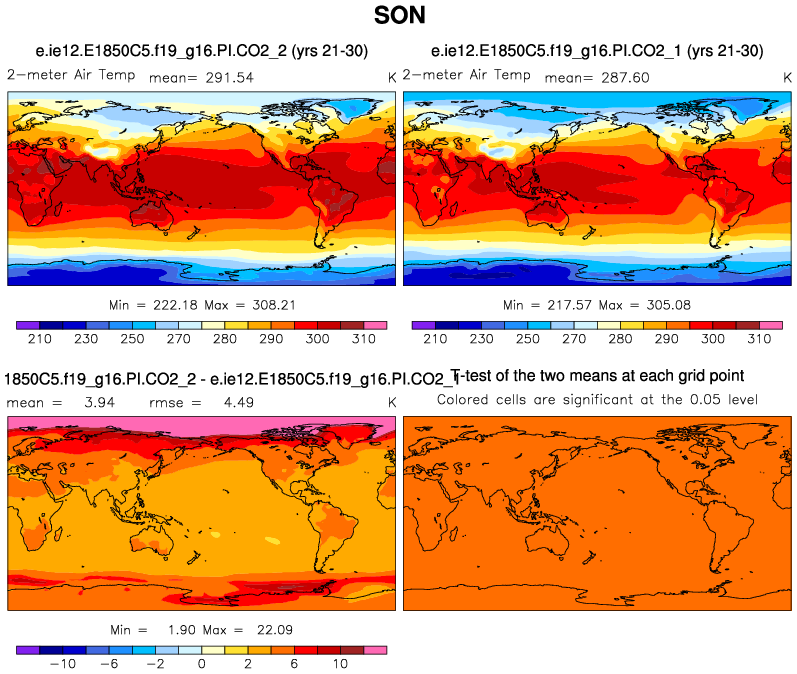 SON
e.ie12.E1850C5.f19_g16.PI.CO2_2 (yrs 21-30)
e.ie12.E1850C5.f19_g16.PI.CO2_1 (yrs 21-30)
2-meter Air Temp mean= 291.54 K
2-meter Air Temp mean= 287.60 K
Min = 222.18 Max = 308.21
Min = 217.57 Max = 305.08
210 230 250 270 280 290 300 310
210 230 250 270 280 290 300 310
1850C5.f19_g16.PI.CO2_2 - e.ie12.E1850C5.f19_g16.PI.CO2_1
T-test of the two means at each grid point
mean = 3.94 rmse = 4.49 K
Colored cells are significant at the 0.05 level
Min = 1.90 Max = 22.09
-10 -6 -2 0 2 6 10